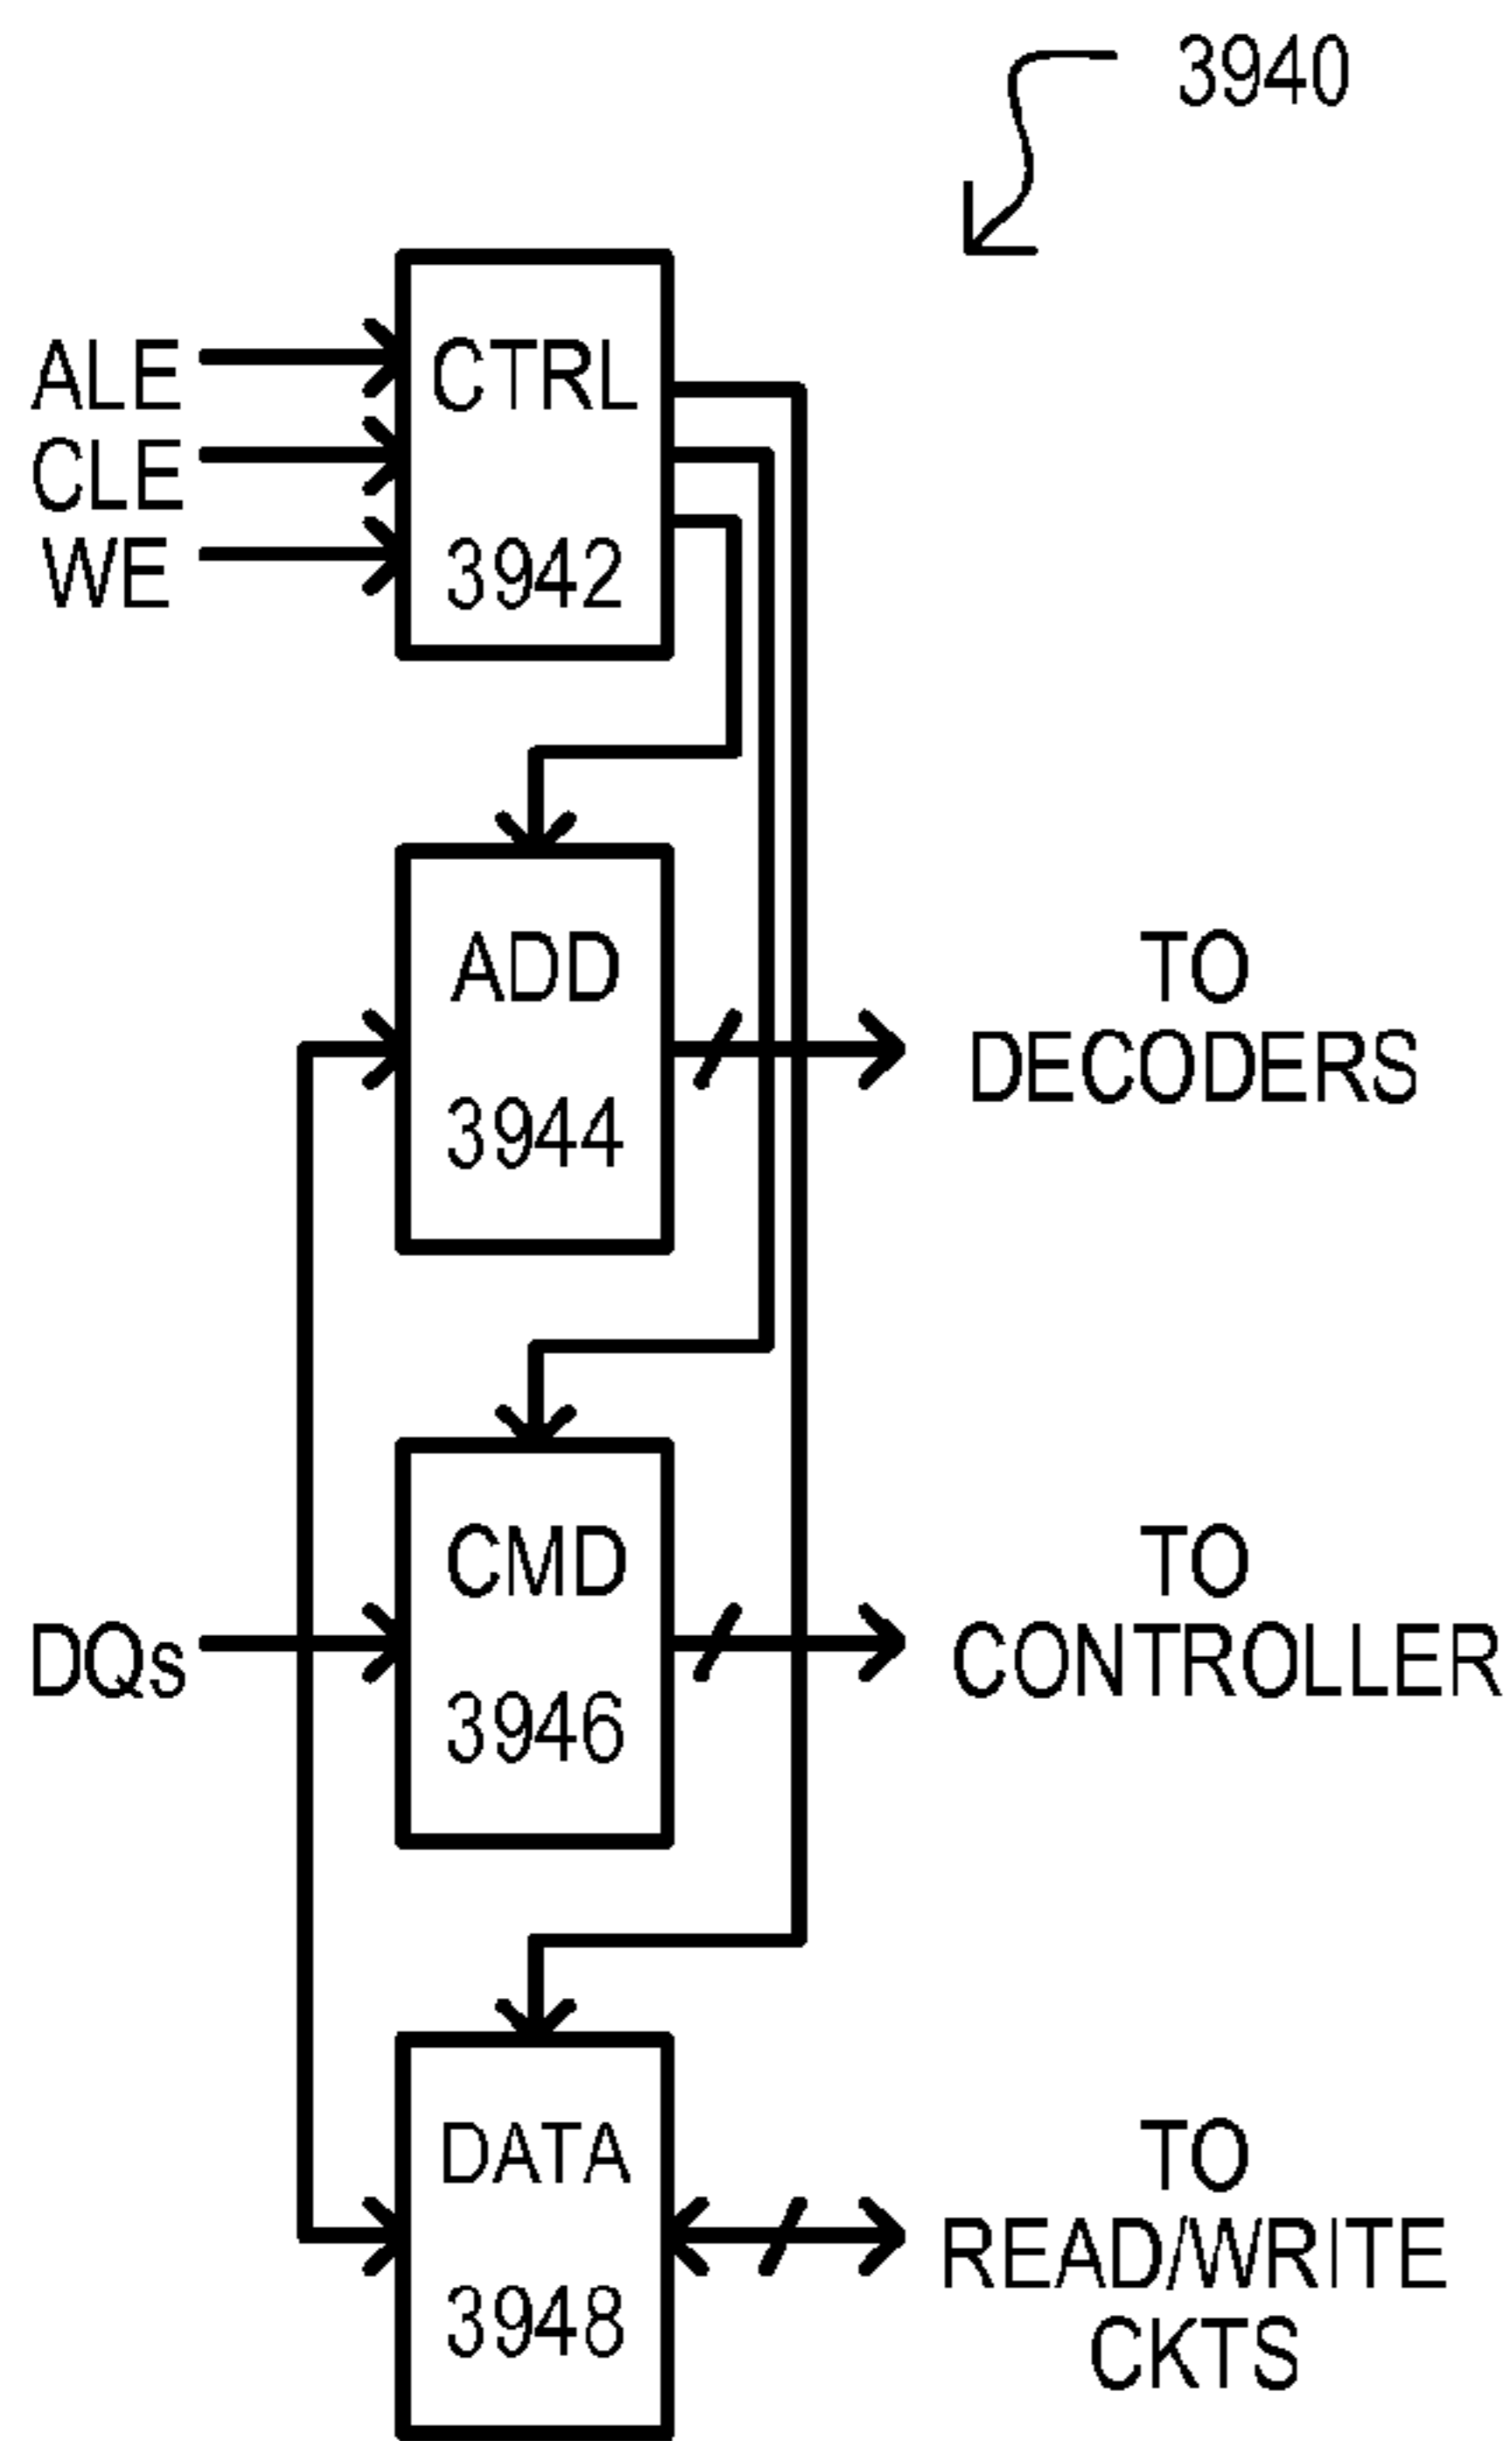 3940
ALE
CLE
WE
CTRL
3942
ADD
3944
TO
DECODERS
DQs
CMD
3946
TO
CONTROLLER
DATA
3948
TO
READ/WRITE
CKTS